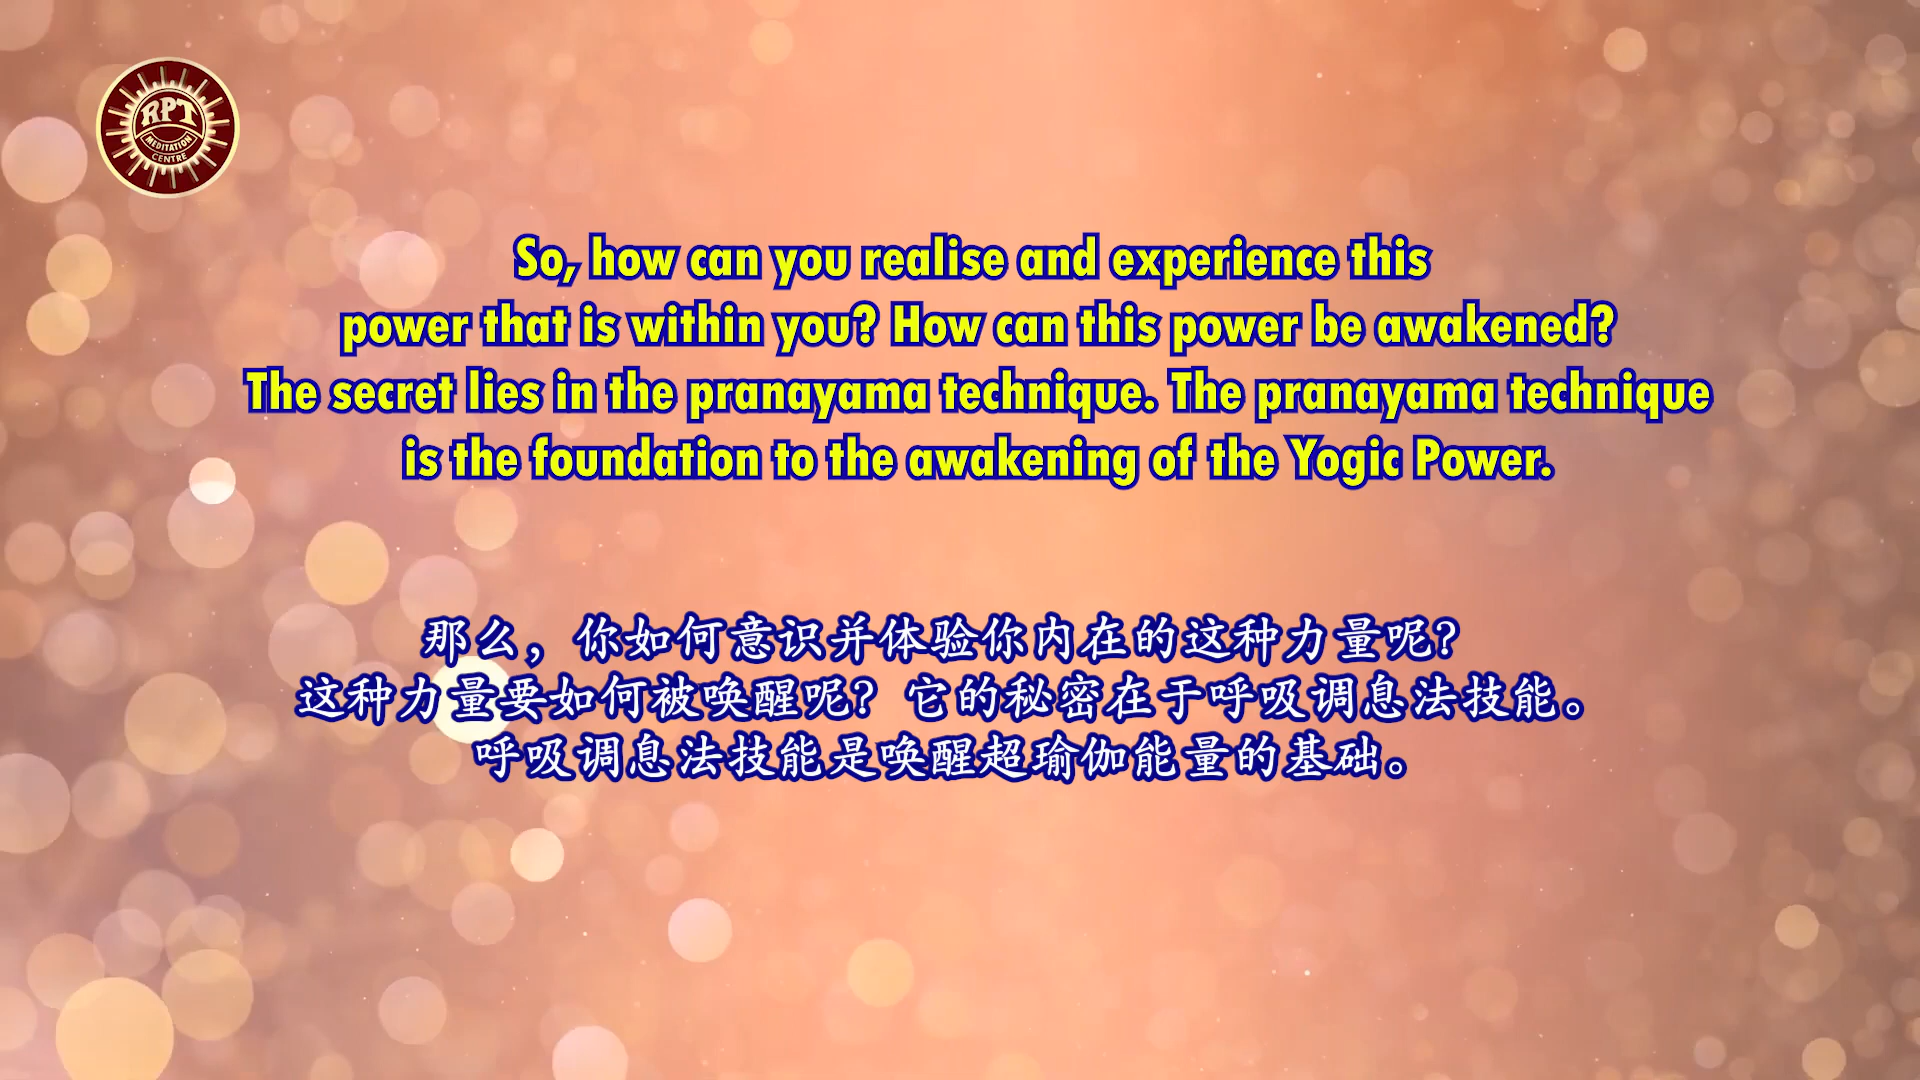 RPT
MEDITATION
CENTRE
So, how can you realise and experience this
power that is within you? How can this power be awakened?
The secret lies in the pranayama technique. The pranayama technique
is the foundation to the awakening of the Yogic Power.
那么，你如何意识并体验你内在的这种力量呢？
这种力量要如何被唤醒呢？它的秘密在于呼吸调息法技能。
呼吸调息法技能是唤醒超瑜伽能量的基础。